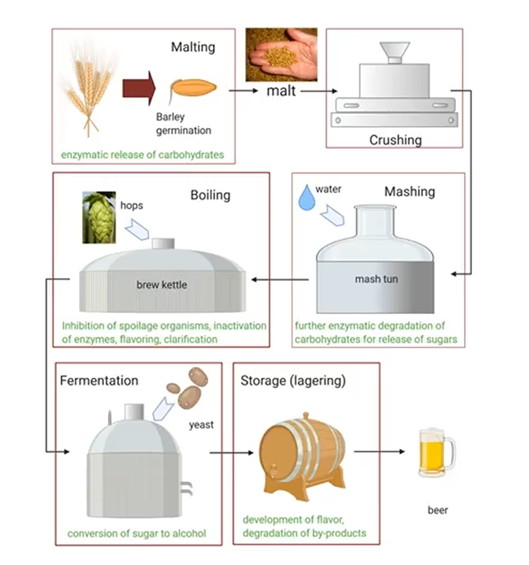 Malting
Barley
germination
enzymatic release of carbohydrates
malt
Crushing
water
Mashing
mash tun
further enzymatic degradation of
carbohydrates for release of sugars
Boiling
hops
brew kettle
Inhibition of spoilage organisms, inactivation
of enzymes, flavoring, clarification
Fermentation
yeast
conversion of sugar to alcohol
Storage (lagering)
development of flavor,
degradation of by-products
beer